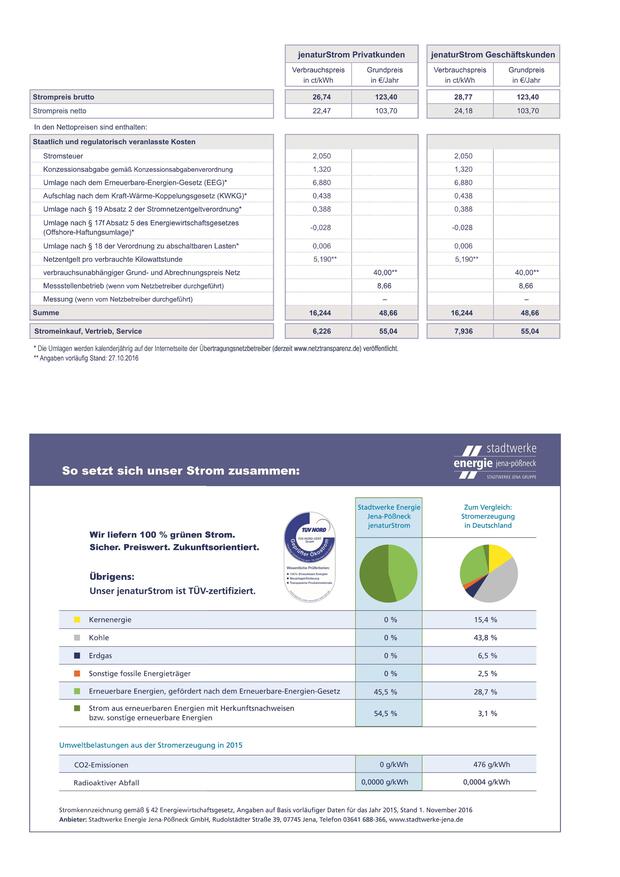 jenaturStrom Privatkunden jenaturStrom Geschäftskunden
Verbrauchspreis Grundpreis Verbrauchspreis Grundpreis
in ct/kWh in €/Jahr in ct/kWh in €/Jahr
Strompreis brutto 26,74 123,40 28,77 123,40
Strompreis netto 22,47 103,70 24,18 103,70
In den Nettopreisen sind enthalten:
Staatlich und regulatorisch veranlasste Kosten
Stromsteuer 2,050 2,050
Konzessionsabgabe gemäß Konzessionsabgabenverordnung 1,320 1,320
Umlage nach dem Erneuerbare-Energien-Gesetz (EEG)* 6,880 6,880
Aufschlag nach dem Kraft-Wärme-Koppelungsgesetz (KWKG)* 0,438 0,438
Umlage nach § 19 Absatz 2 der Stromnetzentgeltverordnung* 0,388 0,388
Umlage nach § 17f Absatz 5 des Energiewirtschaftsgesetzes
(Offshore-Haftungsumlage)* -0,028 -0,028
Umlage nach § 18 der Verordnung zu abschaltbaren Lasten* 0,006 0,006
Netzentgelt pro verbrauchte Kilowattstunde 5,190** 5,190**
verbrauchsunabhängiger Grund- und Abrechnungspreis Netz 40,00** 40,00**
Messstellenbetrieb (wenn vom Netzbetreiber durchgeführt) 8,66 8,66
Messung (wenn vom Netzbetreiber durchgeführt) – –
Summe 16,244 48,66 16,244 48,66
Stromeinkauf, Vertrieb, Service 6,226 55,04 7,936 55,04
* Die Umlagen werden kalenderjährig auf der Internetseite der Übertragungsnetzbetreiber (derzeit www.netztransparenz.de) veröffentlicht.
** Angaben vorläufig Stand: 27.10.2016
stadtwerke
energie jena-pößneck
STADTWERKE JENA GRUPPE
So setzt sich unser Strom zusammen:
Stadtwerke Energie Zum Vergleich:
Jena-Pößneck Stromerzeugung
jenaturStrom in Deutschland
Wir liefern 100 % grünen Strom.
Sicher. Preiswert. Zukunftsorientiert.
Übrigens:
Unser jenaturStrom ist TÜV-zertifiziert.
TÜV NORD
Geprüfter Ökostrom
Wesentliche Prüfkriterien:
Kernenergie 0 % 15,4 %
Kohle 0 % 43,8 %
Erdgas 0 % 6,5 %
Sonstige fossile Energieträger 0 % 2,5 %
Erneuerbare Energien, gefördert nach dem Erneuerbare-Energien-Gesetz 45,5 % 28,7 %
Strom aus erneuerbaren Energien mit Herkunftsnachweisen
bzw. sonstige erneuerbare Energien 54,5 % 3,1 %
Umweltbelastungen aus der Stromerzeugung in 2015
CO2-Emissionen 0 g/kWh 476 g/kWh
Radioaktiver Abfall 0,0000 g/kWh 0,0004 g/kWh
Stromkennzeichnung gemäß § 42 Energiewirtschaftsgesetz, Angaben auf Basis vorläufiger Daten für das Jahr 2015, Stand 1. November 2016
Anbieter: Stadtwerke Energie Jena-Pößneck GmbH, Rudolstädter Straße 39, 07745 Jena, Telefon 03641 688-366, www.stadtwerke-jena.de